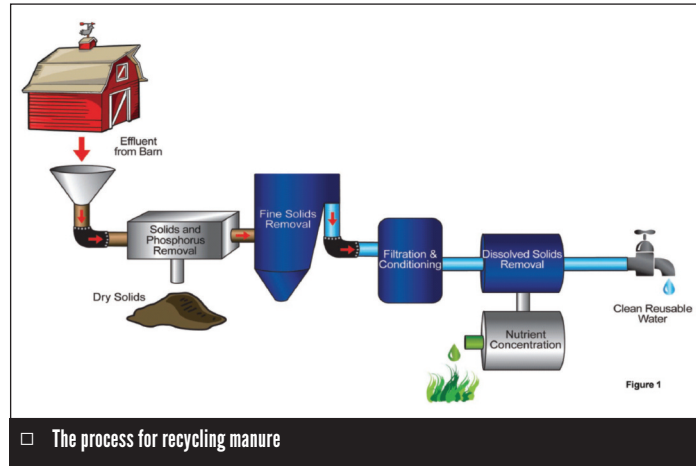 Effluent
from Barn
Solids and
Phosphorus
Removal
Dry Solids
Fine Solids
Removal
Filtration &
Conditioning
Dissolved Solids
Removal
Nutrient
Concentration
Clean Reusable
Water
Figure 1
□ The process for recycling manure